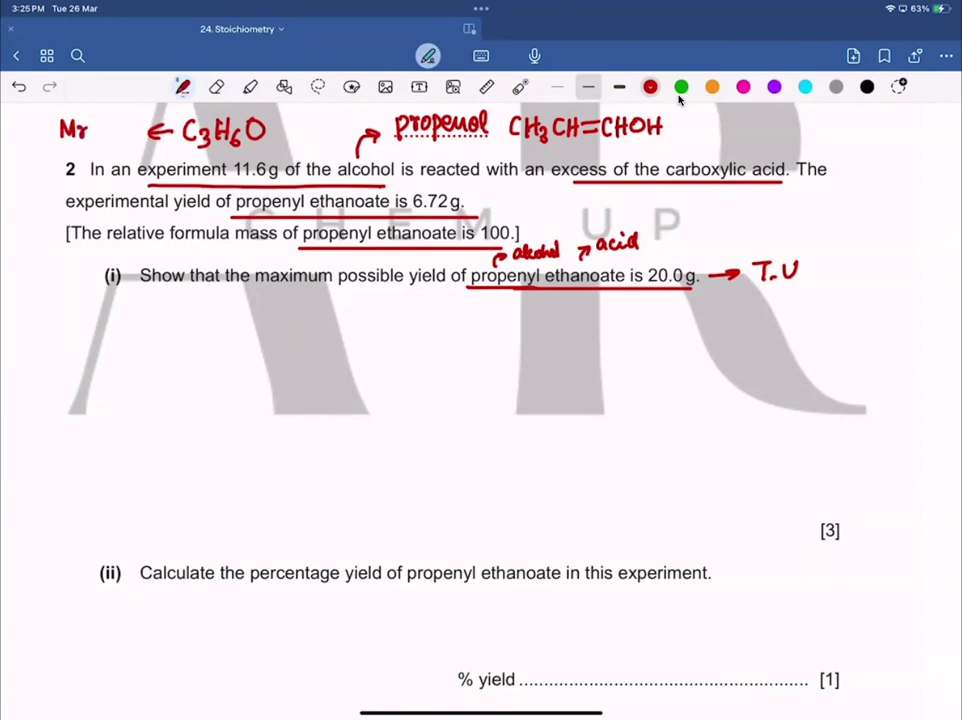 3:25 PM Tue 26 Mar
63%
24. Stoichiometry
Mr ← C3H6O propenol CH3CH=CHOH
2 In an experiment 11.6 g of the alcohol is reacted with an excess of the carboxylic acid. The
experimental yield of propenyl ethanoate is 6.72 g.
CHEM UP
[The relative formula mass of propenyl ethanoate is 100.]
alcohol acid
(i) Show that the maximum possible yield of propenyl ethanoate is 20.0 g. → T.U
AR
[3]
(ii) Calculate the percentage yield of propenyl ethanoate in this experiment.
% yield ............................................................ [1]